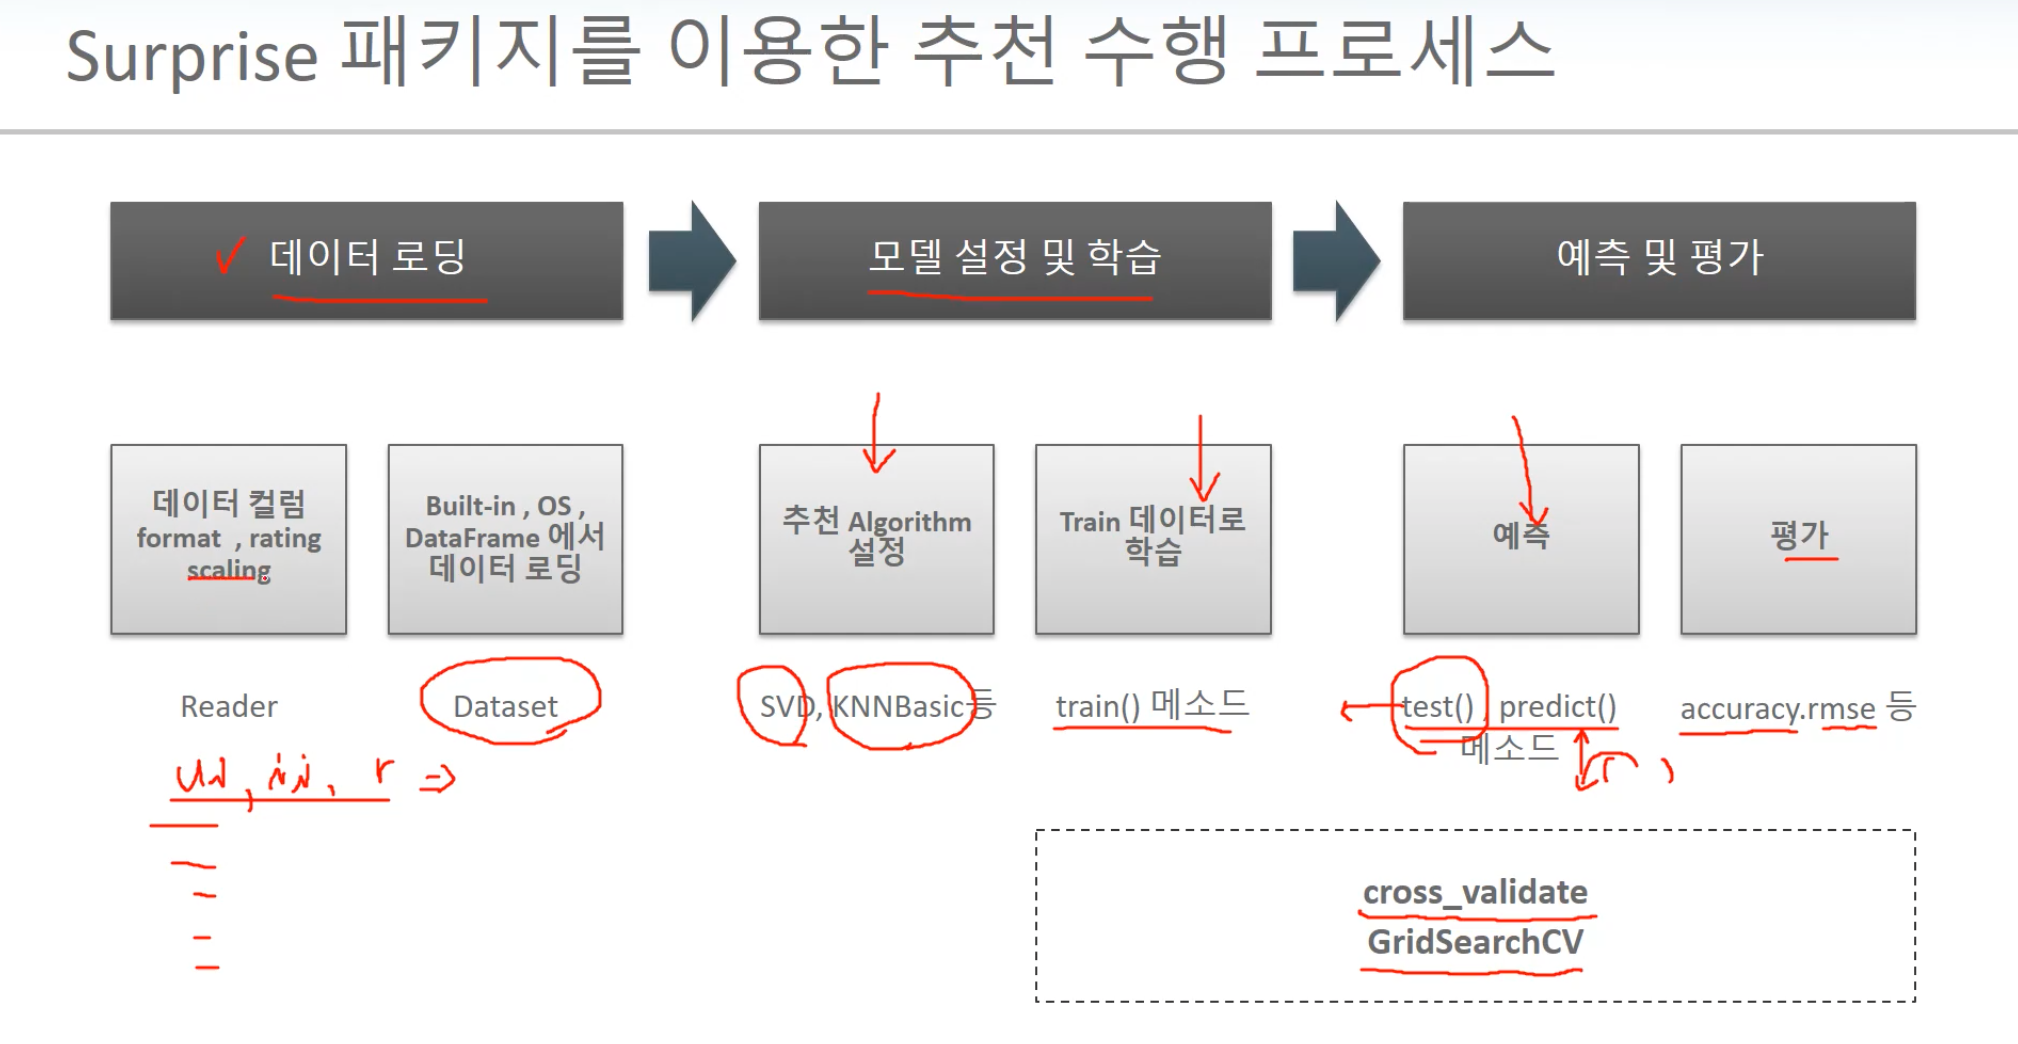 Surprise 패키지를 이용한 추천 수행 프로세스
데이터 로딩
모델 설정 및 학습
예측 및 평가
데이터 컬럼
format , rating
scaling
Built-in , OS ,
DataFrame 에서
데이터 로딩
추천 Algorithm
설정
Train 데이터로
학습
예측
평가
Reader
Dataset
SVD, KNNBasic 등
train() 메소드
test() , predict()
메소드
accuracy.rmse 등
cross_validate
GridSearchCV